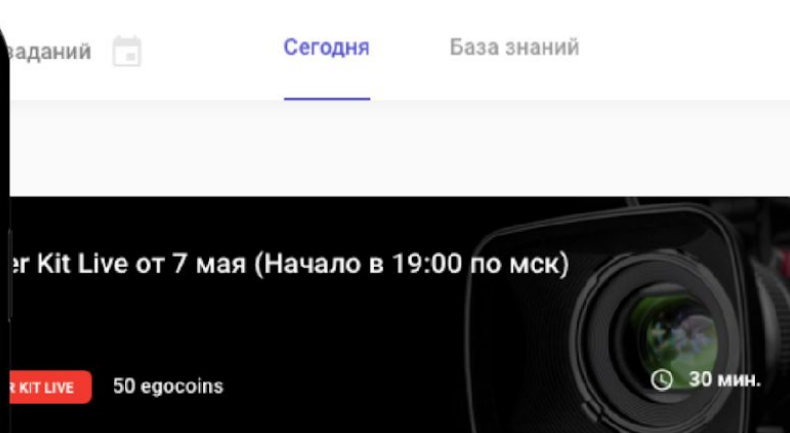 заданий
Сегодня
База знаний
er Kit Live от 7 мая (Начало в 19:00 по мск)
R KIT LIVE
50 egocoins
30 мин.